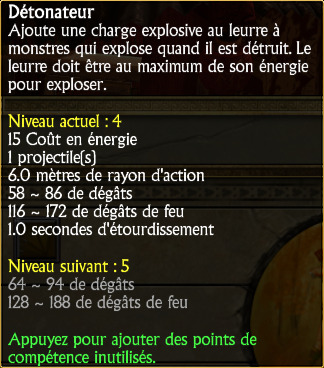 Détonateur
Ajoute une charge explosive au leurre à
monstres qui explose quand il est détruit. Le
leurre doit être au maximum de son énergie
pour exploser.
Niveau actuel : 4
15 Coût en énergie
1 projectile(s)
6.0 mètres de rayon d'action
58 ~ 86 de dégâts
116 ~ 172 de dégâts de feu
1.0 secondes d'étourdissement
Niveau suivant : 5
64 ~ 94 de dégâts
128 ~ 188 de dégâts de feu
Appuyez pour ajouter des points de
compétence inutilisés.